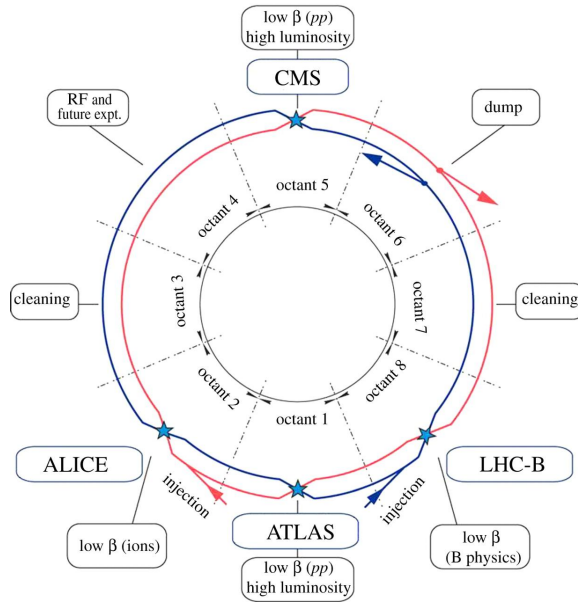 low β (pp)
high luminosity
CMS
RF and
future expt.
dump
octant 5
octant 4
octant 6
octant 3
octant 7
cleaning
cleaning
octant 2
octant 8
octant 1
ALICE
LHC-B
injection
injection
ATLAS
low β (ions)
low β (pp)
high luminosity
low β
(B physics)